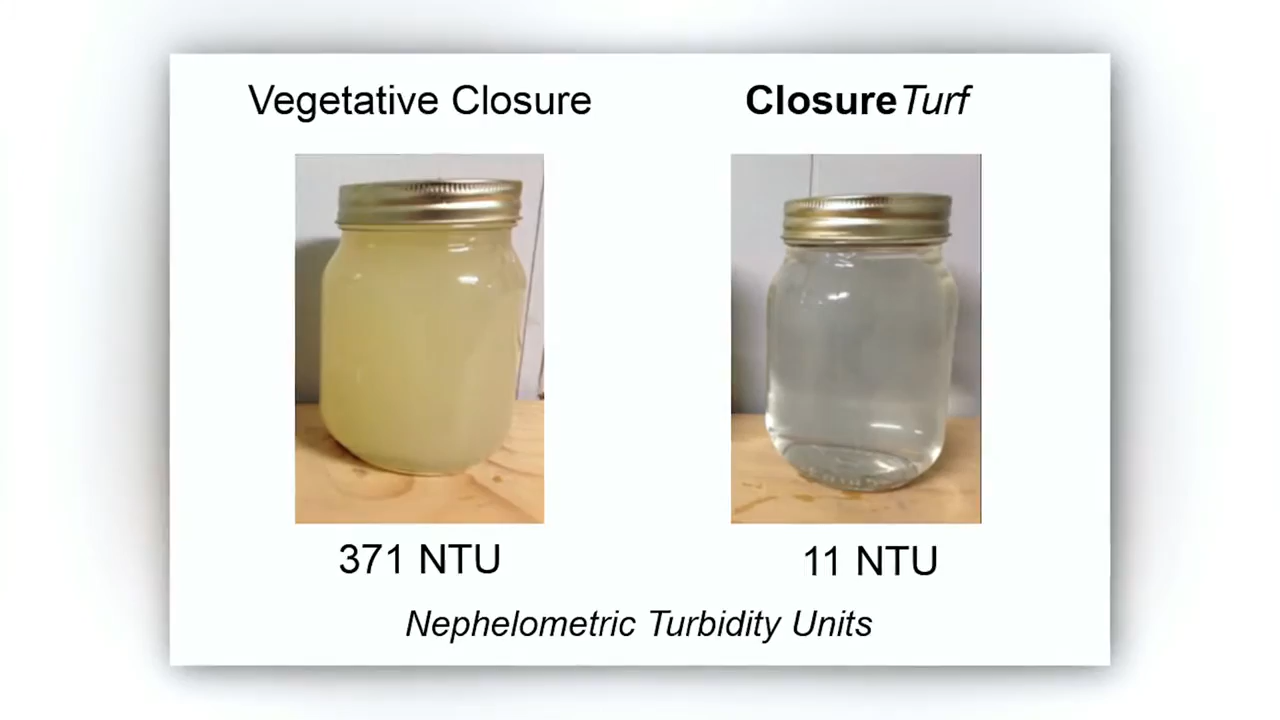 Vegetative Closure
ClosureTurf
371 NTU
11 NTU
Nephelometric Turbidity Units